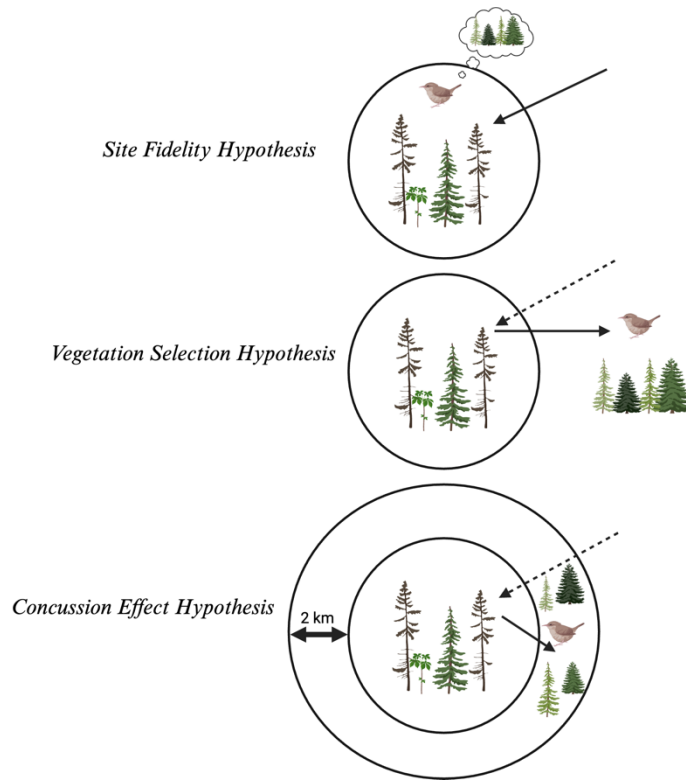 Site Fidelity Hypothesis
Vegetation Selection Hypothesis
Concussion Effect Hypothesis
2 km